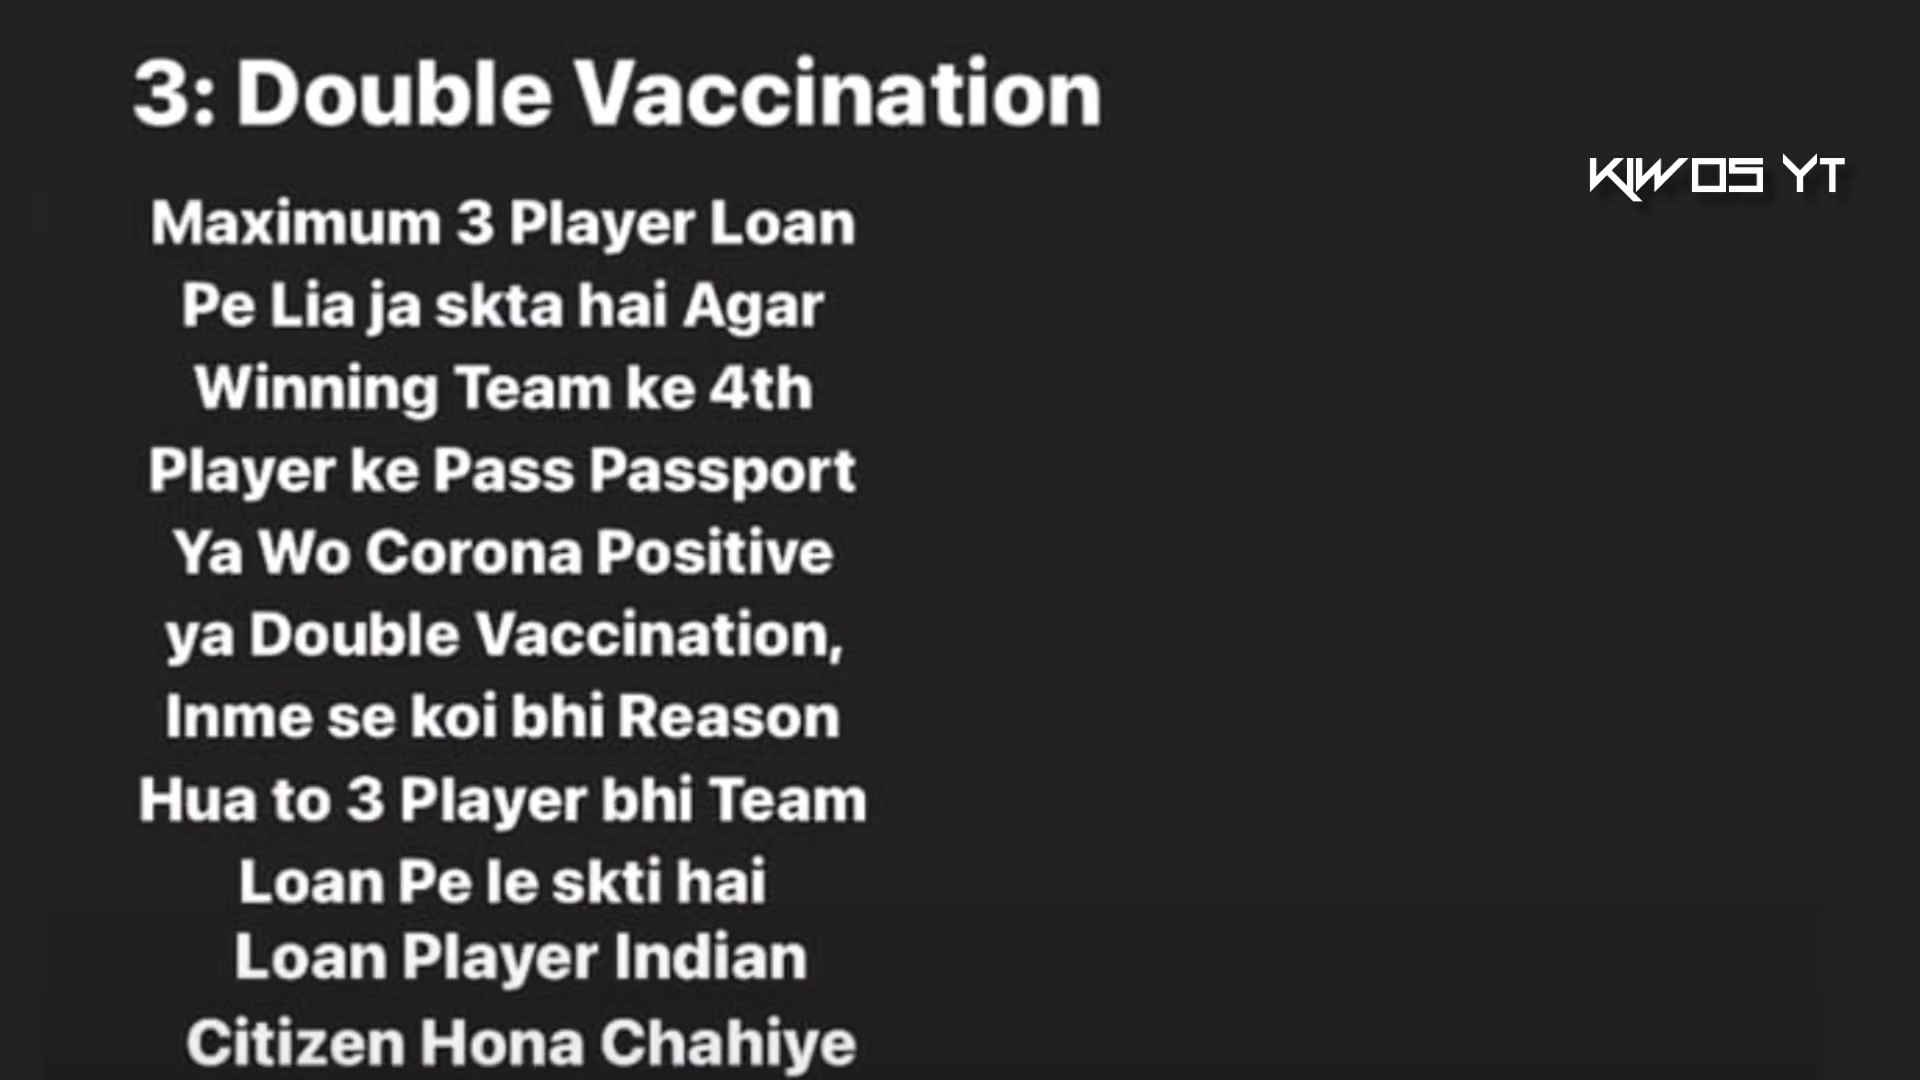 3: Double Vaccination
KIWOS YT
Maximum 3 Player Loan
Pe Lia ja skta hai Agar
Winning Team ke 4th
Player ke Pass Passport
Ya Wo Corona Positive
ya Double Vaccination,
Inme se koi bhi Reason
Hua to 3 Player bhi Team
Loan Pe le skti hai
Loan Player Indian
Citizen Hona Chahiye